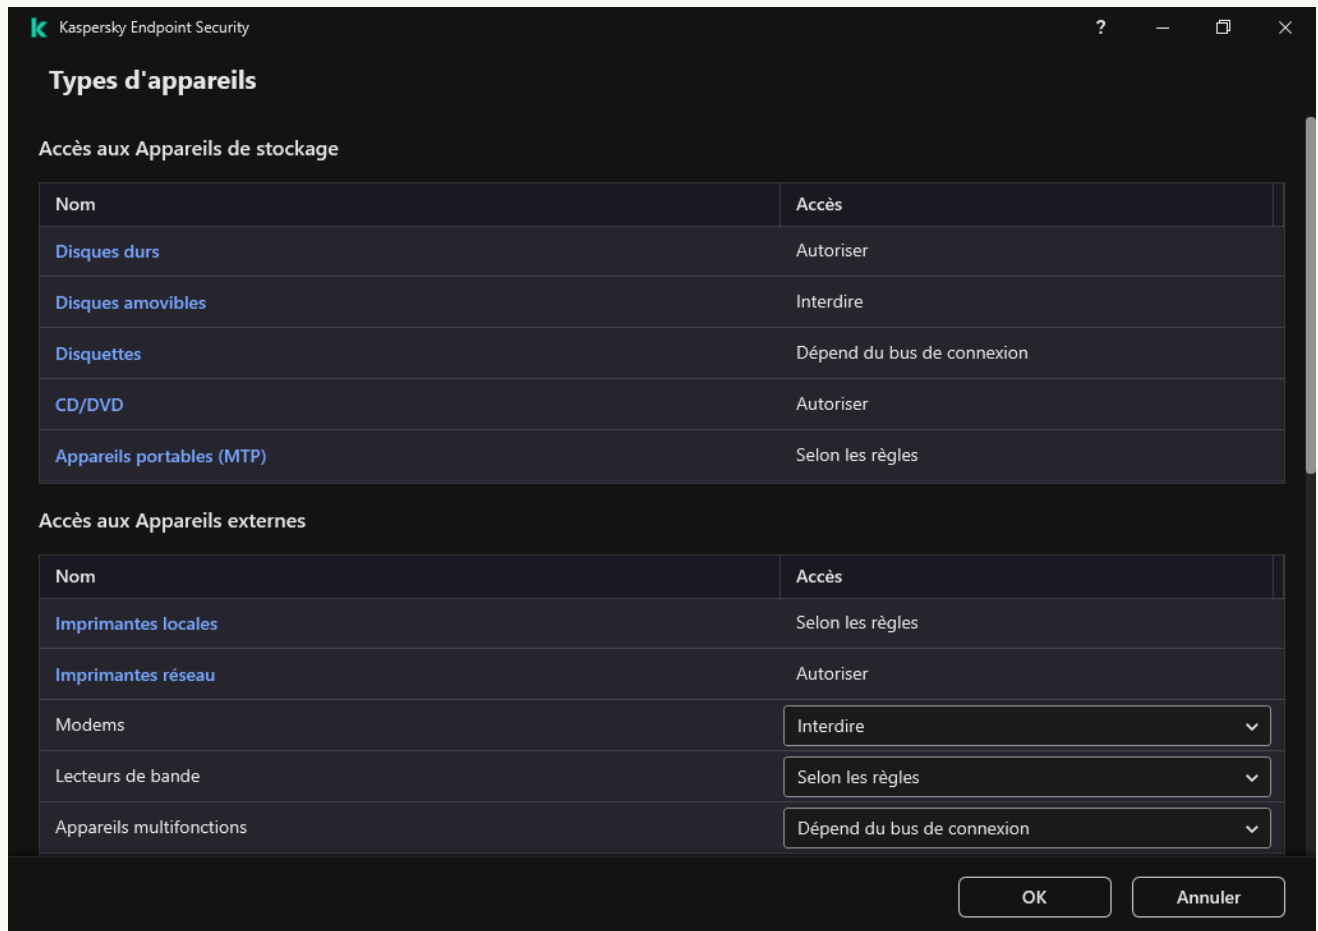 Kaspersky Endpoint Security
?
Types d'appareils
Accès aux Appareils de stockage
Nom Accès
Disques durs Autoriser
Disques amovibles Interdire
Disquettes Dépend du bus de connexion
CD/DVD Autoriser
Appareils portables (MTP) Selon les règles
Accès aux Appareils externes
Nom Accès
Imprimantes locales Selon les règles
Imprimantes réseau Autoriser
Modems Interdire
Lecteurs de bande Selon les règles
Appareils multifonctions Dépend du bus de connexion
OK Annuler